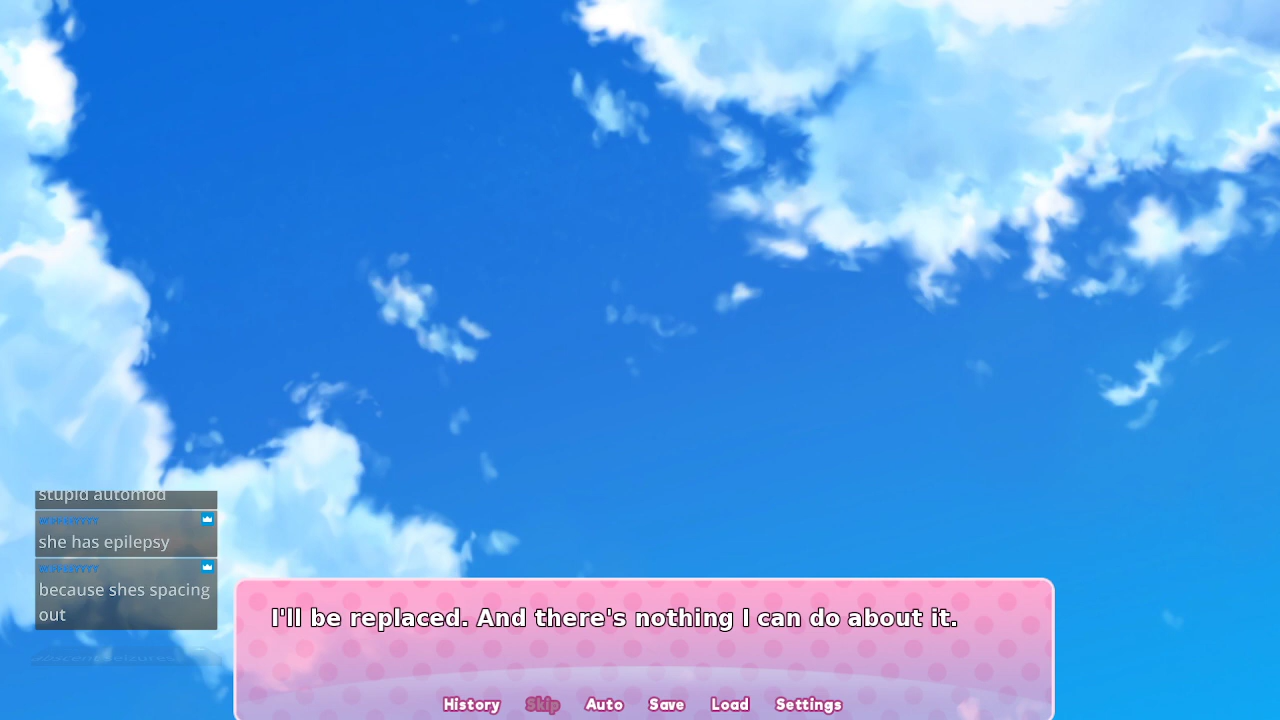 stupid automod
she has epilepsy
because shes spacing
out
I'll be replaced. And there's nothing I can do about it.
History Skip Auto Save Load Settings